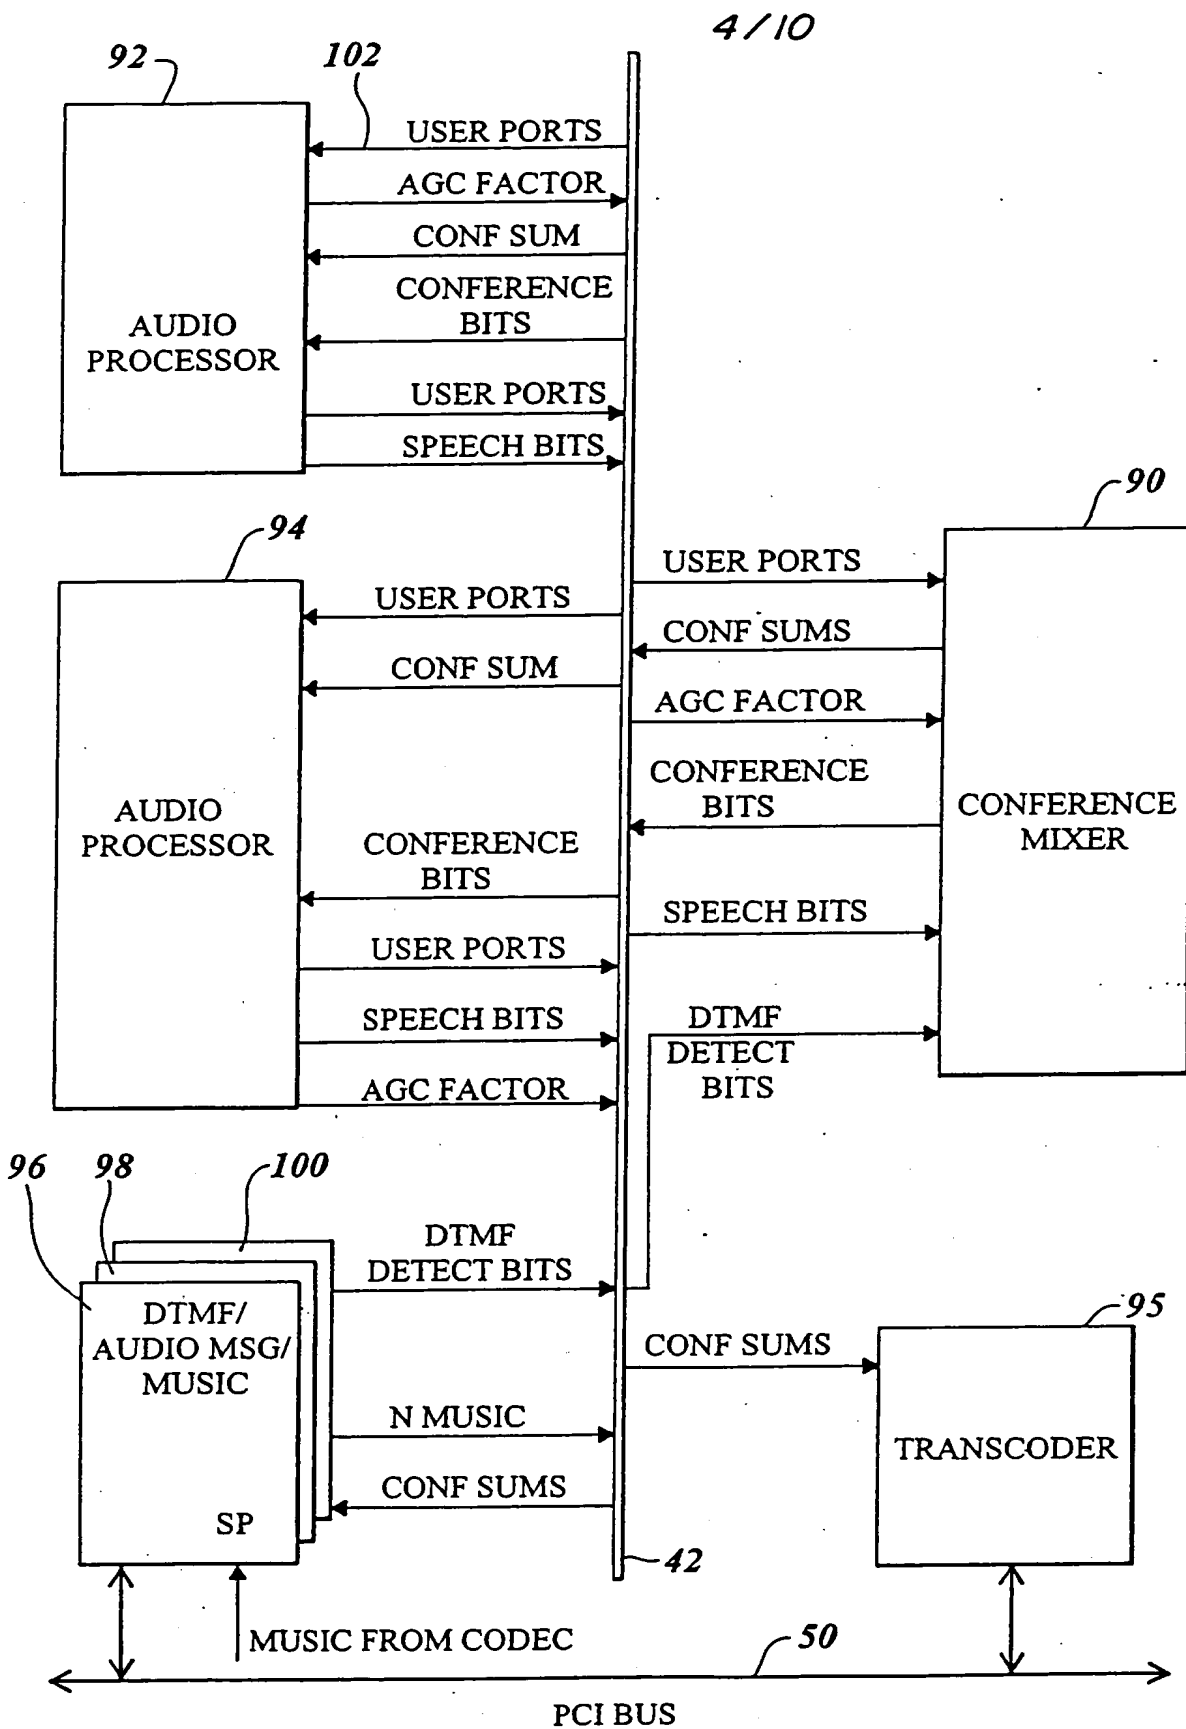 4/10
92
102
USER PORTS
AGC FACTOR
CONF SUM
CONFERENCE
BITS
USER PORTS
SPEECH BITS
AUDIO
PROCESSOR
94
USER PORTS
CONF SUM
CONFERENCE
BITS
USER PORTS
SPEECH BITS
AGC FACTOR
AUDIO
PROCESSOR
90
USER PORTS
CONF SUMS
AGC FACTOR
CONFERENCE
BITS
SPEECH BITS
DTMF
DETECT
BITS
CONFERENCE
MIXER
96
98
100
DTMF/
AUDIO MSG/
MUSIC
SP
DTMF
DETECT BITS
N MUSIC
CONF SUMS
42
CONF SUMS
95
TRANSCODER
MUSIC FROM CODEC
50
PCI BUS